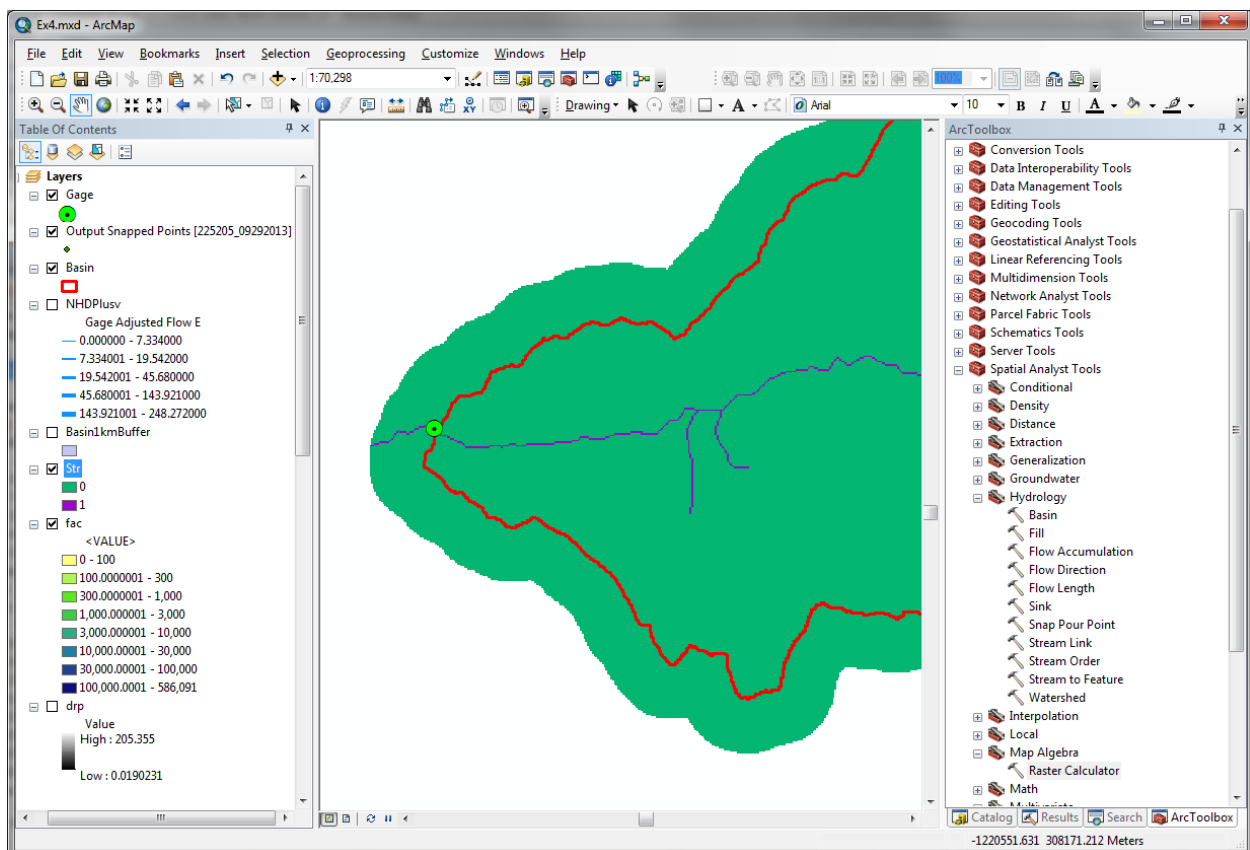 Ex4.mxd - ArcMap
File Edit View Bookmarks Insert Selection Geoprocessing Customize Windows Help
1:70,298
100%
Drawing
A
Arial
10
B I U A
Table Of Contents
Layers
Gage
Output Snapped Points [225205_09292013]
Basin
NHDPlusv
Gage Adjusted Flow E
0.000000 - 7.334000
7.334001 - 19.542000
19.542001 - 45.680000
45.680001 - 143.921000
143.921001 - 248.272000
Basin1kmBuffer
Str
0
1
fac
<VALUE>
0 - 100
100.0000001 - 300
300.0000001 - 1,000
1,000.000001 - 3,000
3,000.000001 - 10,000
10,000.00001 - 30,000
30,000.00001 - 100,000
100,000.0001 - 586,091
drp
Value
High : 205.355
Low : 0.0190231
ArcToolbox
Conversion Tools
Data Interoperability Tools
Data Management Tools
Editing Tools
Geocoding Tools
Geostatistical Analyst Tools
Linear Referencing Tools
Multidimension Tools
Network Analyst Tools
Parcel Fabric Tools
Schematics Tools
Server Tools
Spatial Analyst Tools
Conditional
Density
Distance
Extraction
Generalization
Groundwater
Hydrology
Basin
Fill
Flow Accumulation
Flow Direction
Flow Length
Sink
Snap Pour Point
Stream Link
Stream Order
Stream to Feature
Watershed
Interpolation
Local
Map Algebra
Raster Calculator
Math
Multivariate
Catalog Results Search ArcToolbox
-1220551.631 308171.212 Meters